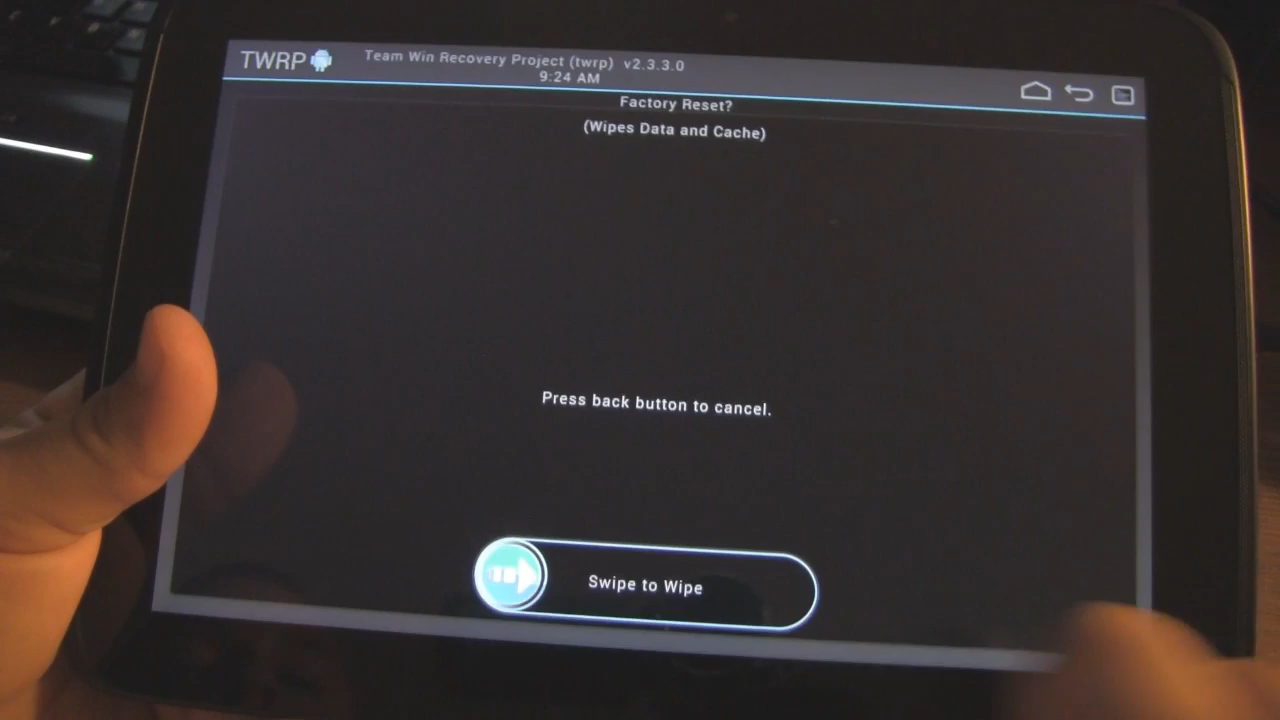 TWRP
Team Win Recovery Project (twrp) v2.3.3.0
9:24 AM
Factory Reset?
(Wipes Data and Cache)
Press back button to cancel.
Swipe to Wipe